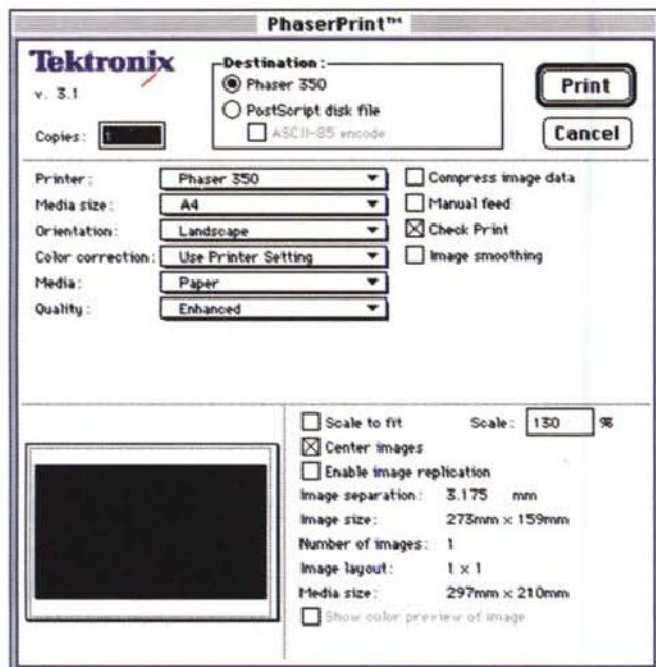 PhaserPrint™
Tektronix
v. 3.1
Copies:
Destination:
Phaser 350
PostScript disk file
ASCII-85 encode
Print
Cancel
Printer: Phaser 350
Media size: A4
Orientation: Landscape
Color correction: Use Printer Setting
Media: Paper
Quality: Enhanced
Compress image data
Manual feed
Check Print
Image smoothing
Scale to fit Scale: 130 %
Center images
Enable image replication
Image separation: 3.175 mm
Image size: 273mm x 159mm
Number of images: 1
Image layout: 1 x 1
Media size: 297mm x 210mm
Show color preview of image